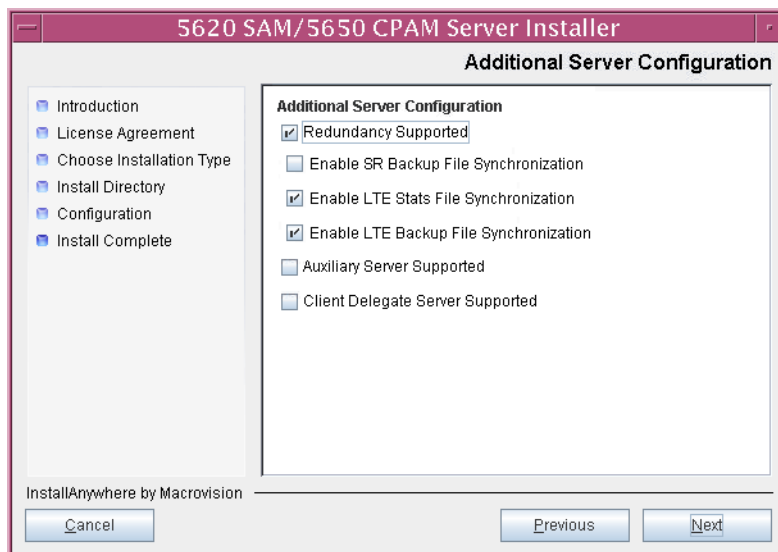 5620 SAM/5650 CPAM Server Installer
Additional Server Configuration
Introduction
License Agreement
Choose Installation Type
Install Directory
Configuration
Install Complete
Additional Server Configuration
Redundancy Supported
Enable SR Backup File Synchronization
Enable LTE Stats File Synchronization
Enable LTE Backup File Synchronization
Auxiliary Server Supported
Client Delegate Server Supported
InstallAnywhere by Macrovision
Cancel
Previous
Next